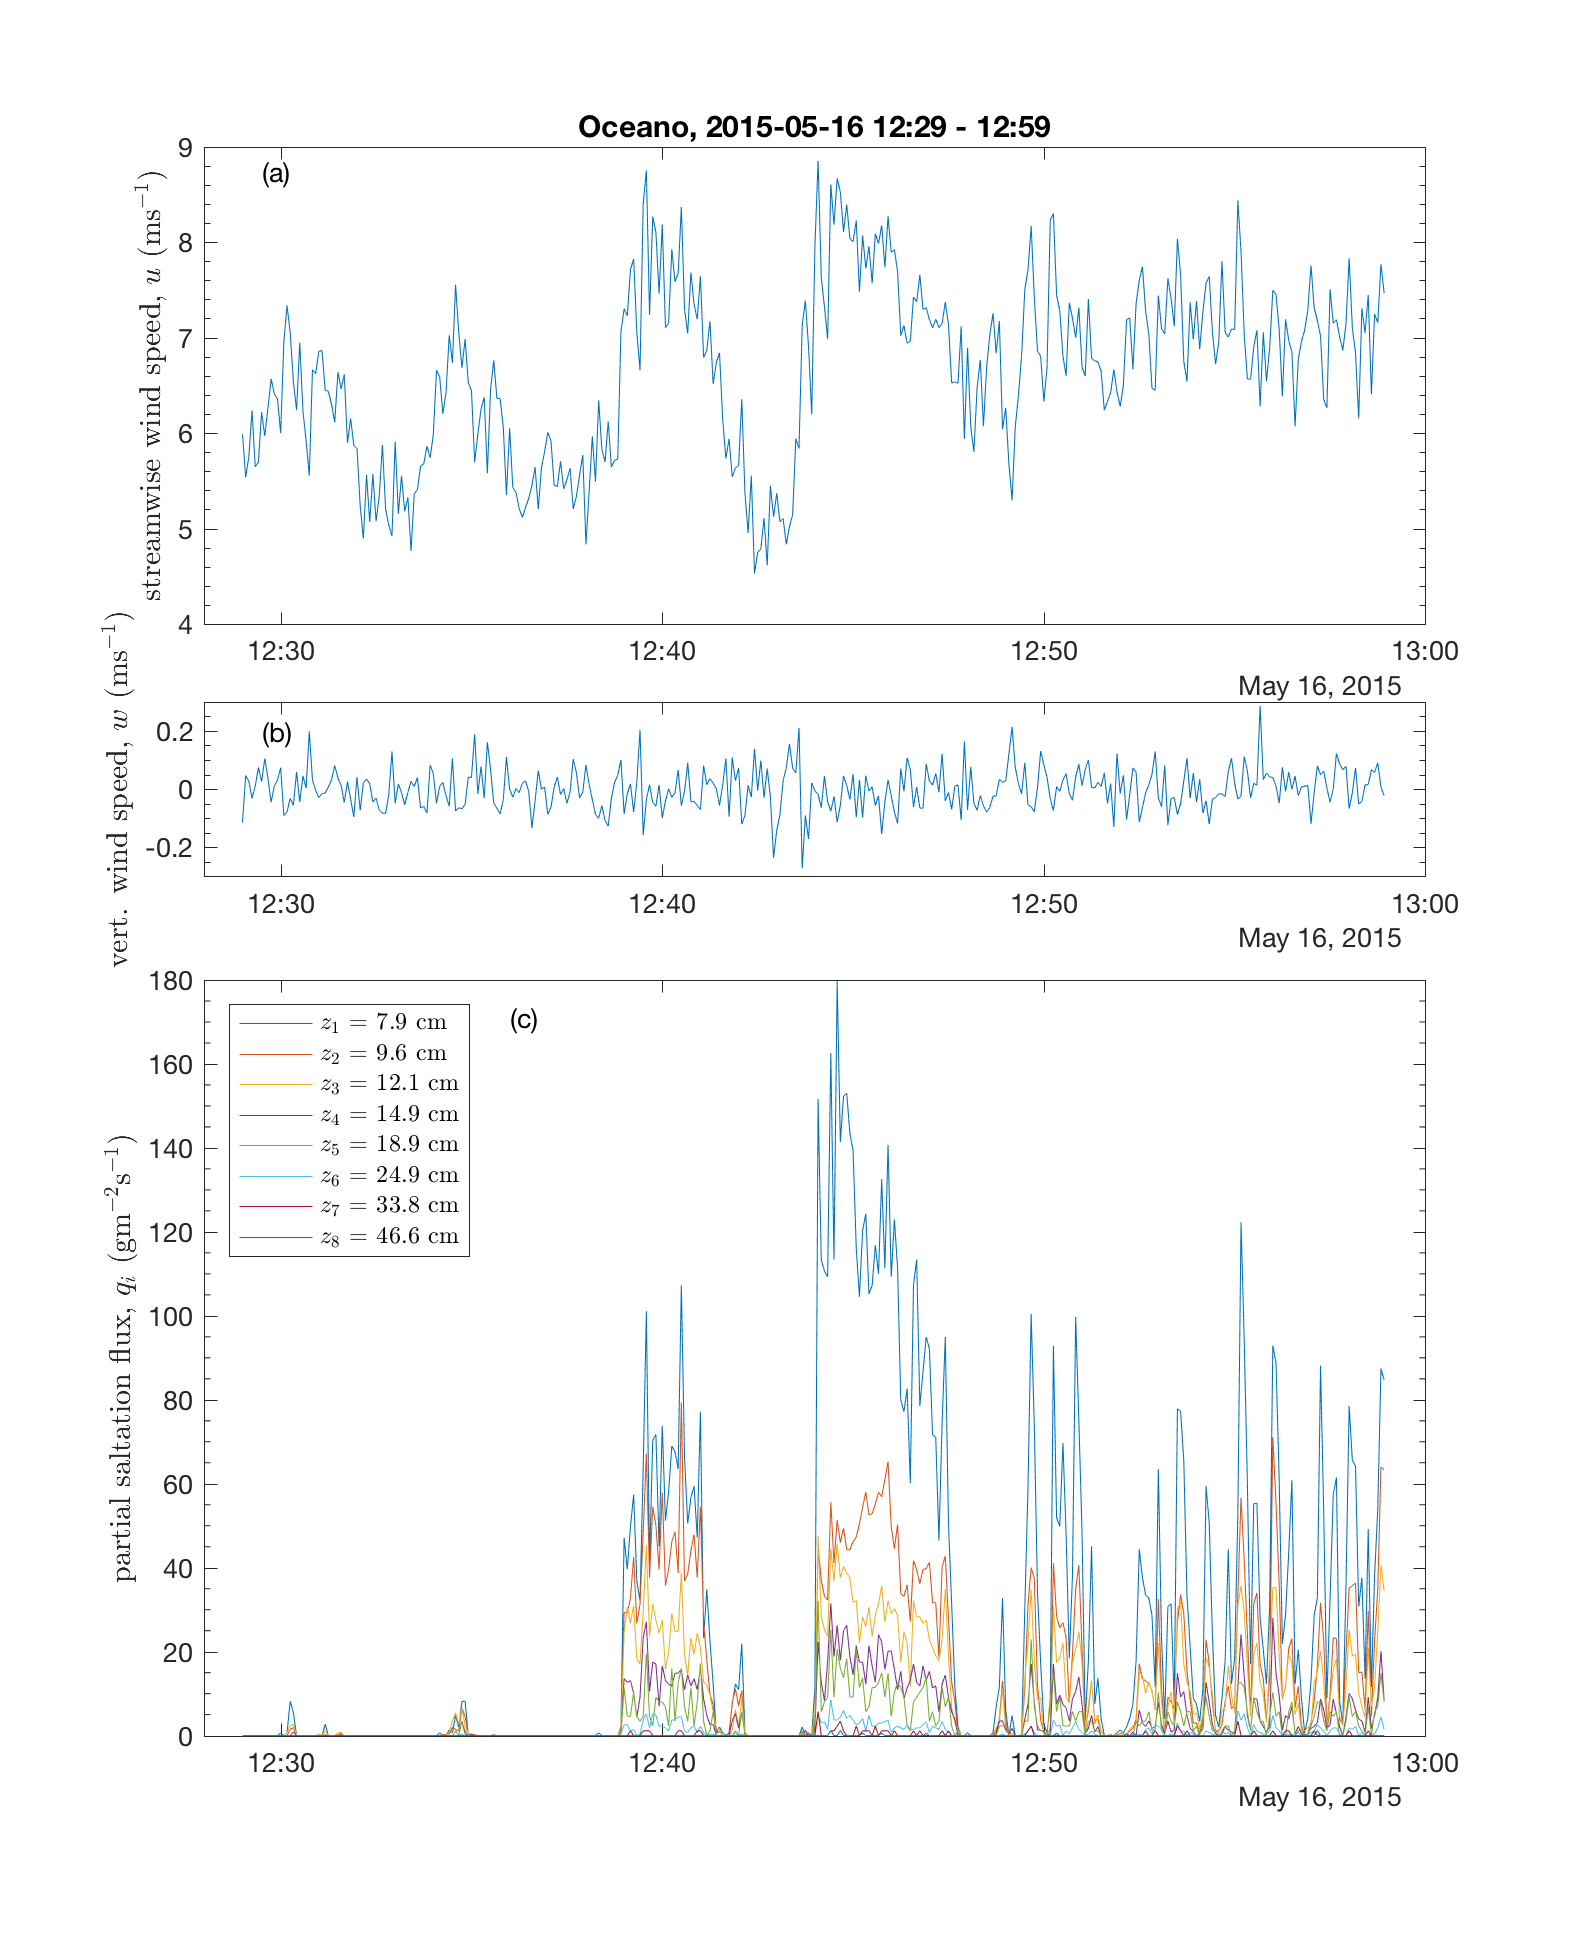 Oceano, 2015-05-16 12:29 - 12:59
(a)
streamwise wind speed, u (ms⁻¹)
9
8
7
6
5
4
12:30 12:40 12:50 13:00
May 16, 2015
(b)
vert. wind speed, w (ms⁻¹)
0.2
0
-0.2
12:30 12:40 12:50 13:00
May 16, 2015
(c)
partial saltation flux, qᵢ (gm⁻²s⁻¹)
180
160
140
120
100
80
60
40
20
0
z₁ = 7.9 cm
z₂ = 9.6 cm
z₃ = 12.1 cm
z₄ = 14.9 cm
z₅ = 18.9 cm
z₆ = 24.9 cm
z₇ = 33.8 cm
z₈ = 46.6 cm
12:30 12:40 12:50 13:00
May 16, 2015